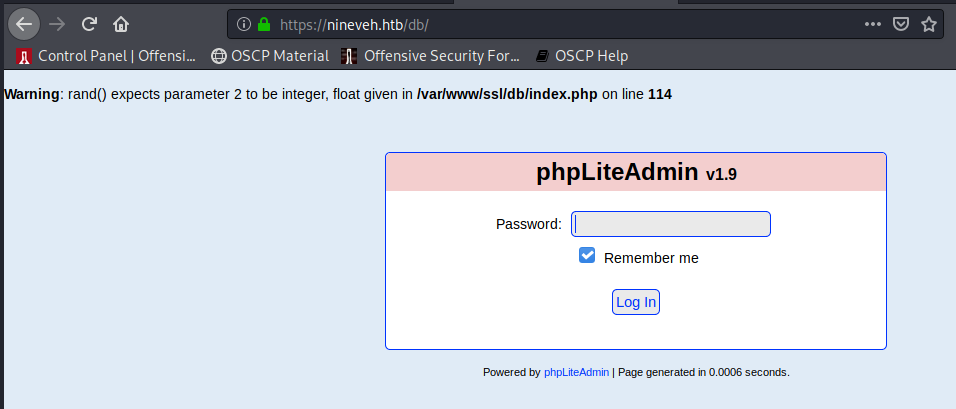 https://nineveh.htb/db/
Control Panel | Offensi... OSCP Material Offensive Security For... OSCP Help
Warning: rand() expects parameter 2 to be integer, float given in /var/www/ssl/db/index.php on line 114
phpLiteAdmin v1.9
Password:
Remember me
Log In
Powered by phpLiteAdmin | Page generated in 0.0006 seconds.